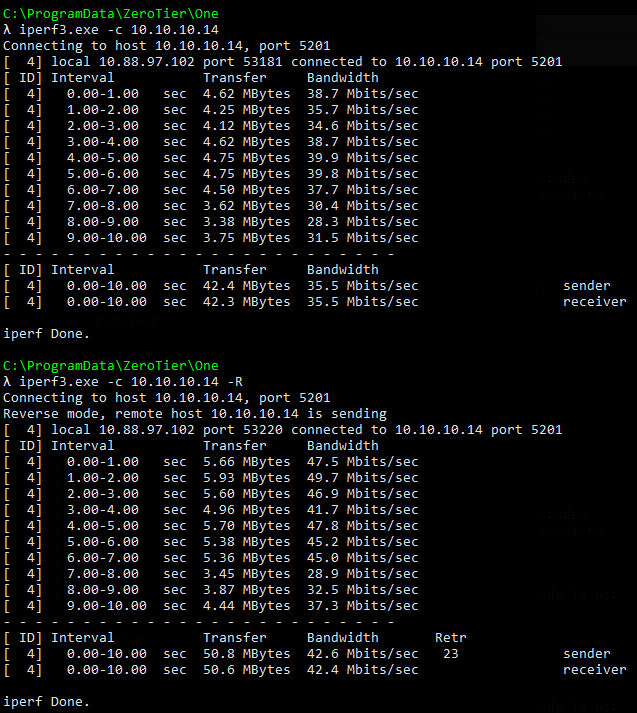 C:\ProgramData\ZeroTier\One
λ iperf3.exe -c 10.10.10.14
Connecting to host 10.10.10.14, port 5201
[  4] local 10.88.97.102 port 53181 connected to 10.10.10.14 port 5201
[ ID] Interval           Transfer     Bandwidth
[  4]   0.00-1.00   sec  4.62 MBytes  38.7 Mbits/sec
[  4]   1.00-2.00   sec  4.25 MBytes  35.7 Mbits/sec
[  4]   2.00-3.00   sec  4.12 MBytes  34.6 Mbits/sec
[  4]   3.00-4.00   sec  4.62 MBytes  38.7 Mbits/sec
[  4]   4.00-5.00   sec  4.75 MBytes  39.9 Mbits/sec
[  4]   5.00-6.00   sec  4.75 MBytes  39.8 Mbits/sec
[  4]   6.00-7.00   sec  4.50 MBytes  37.7 Mbits/sec
[  4]   7.00-8.00   sec  3.62 MBytes  30.4 Mbits/sec
[  4]   8.00-9.00   sec  3.38 MBytes  28.3 Mbits/sec
[  4]   9.00-10.00  sec  3.75 MBytes  31.5 Mbits/sec
- - - - - - - - - - - - - - - - - - - - - - - - -
[ ID] Interval           Transfer     Bandwidth
[  4]   0.00-10.00  sec  42.4 MBytes  35.5 Mbits/sec                  sender
[  4]   0.00-10.00  sec  42.3 MBytes  35.5 Mbits/sec                  receiver
iperf Done.
C:\ProgramData\ZeroTier\One
λ iperf3.exe -c 10.10.10.14 -R
Connecting to host 10.10.10.14, port 5201
Reverse mode, remote host 10.10.10.14 is sending
[  4] local 10.88.97.102 port 53220 connected to 10.10.10.14 port 5201
[ ID] Interval           Transfer     Bandwidth
[  4]   0.00-1.00   sec  5.66 MBytes  47.5 Mbits/sec
[  4]   1.00-2.00   sec  5.93 MBytes  49.7 Mbits/sec
[  4]   2.00-3.00   sec  5.60 MBytes  46.9 Mbits/sec
[  4]   3.00-4.00   sec  4.96 MBytes  41.7 Mbits/sec
[  4]   4.00-5.00   sec  5.70 MBytes  47.8 Mbits/sec
[  4]   5.00-6.00   sec  5.38 MBytes  45.2 Mbits/sec
[  4]   6.00-7.00   sec  5.36 MBytes  45.0 Mbits/sec
[  4]   7.00-8.00   sec  3.45 MBytes  28.9 Mbits/sec
[  4]   8.00-9.00   sec  3.87 MBytes  32.5 Mbits/sec
[  4]   9.00-10.00  sec  4.44 MBytes  37.3 Mbits/sec
- - - - - - - - - - - - - - - - - - - - - - - - -
[ ID] Interval           Transfer     Bandwidth       Retr
[  4]   0.00-10.00  sec  50.8 MBytes  42.6 Mbits/sec   23             sender
[  4]   0.00-10.00  sec  50.6 MBytes  42.4 Mbits/sec                  receiver
iperf Done.